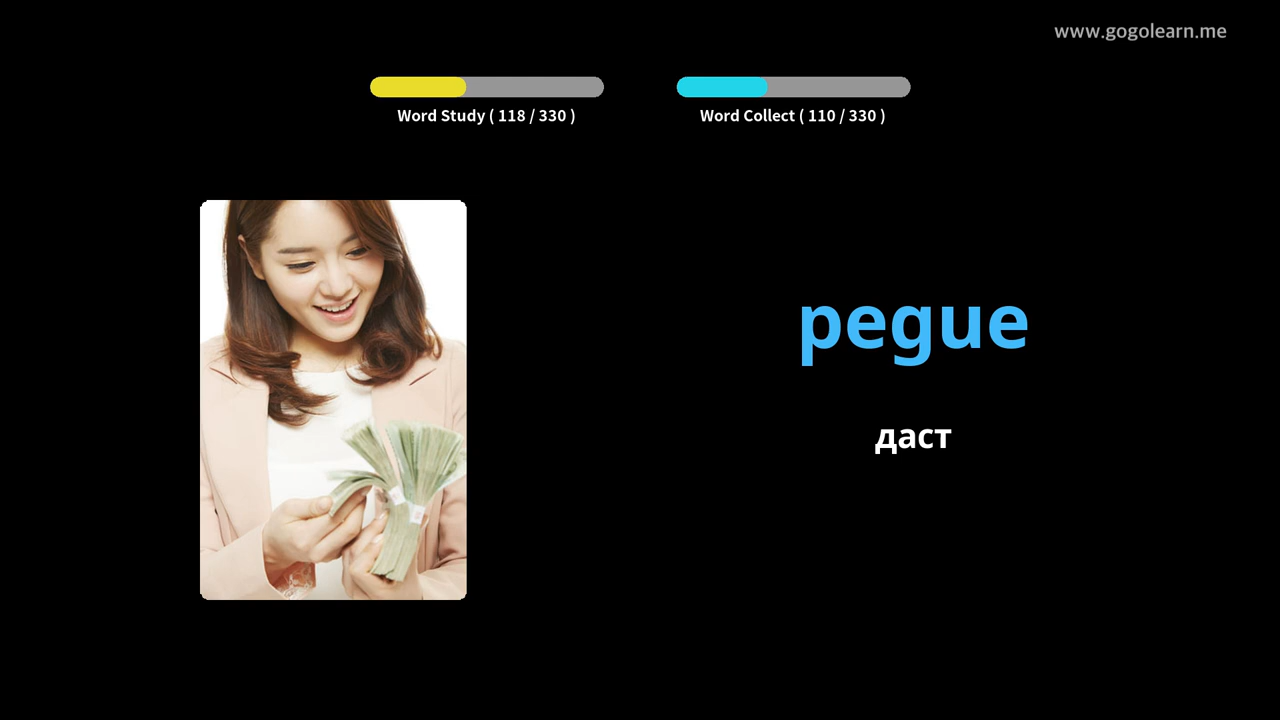 www.gogolearn.me
Word Study ( 118 / 330 )
Word Collect ( 110 / 330 )
pegue
даст